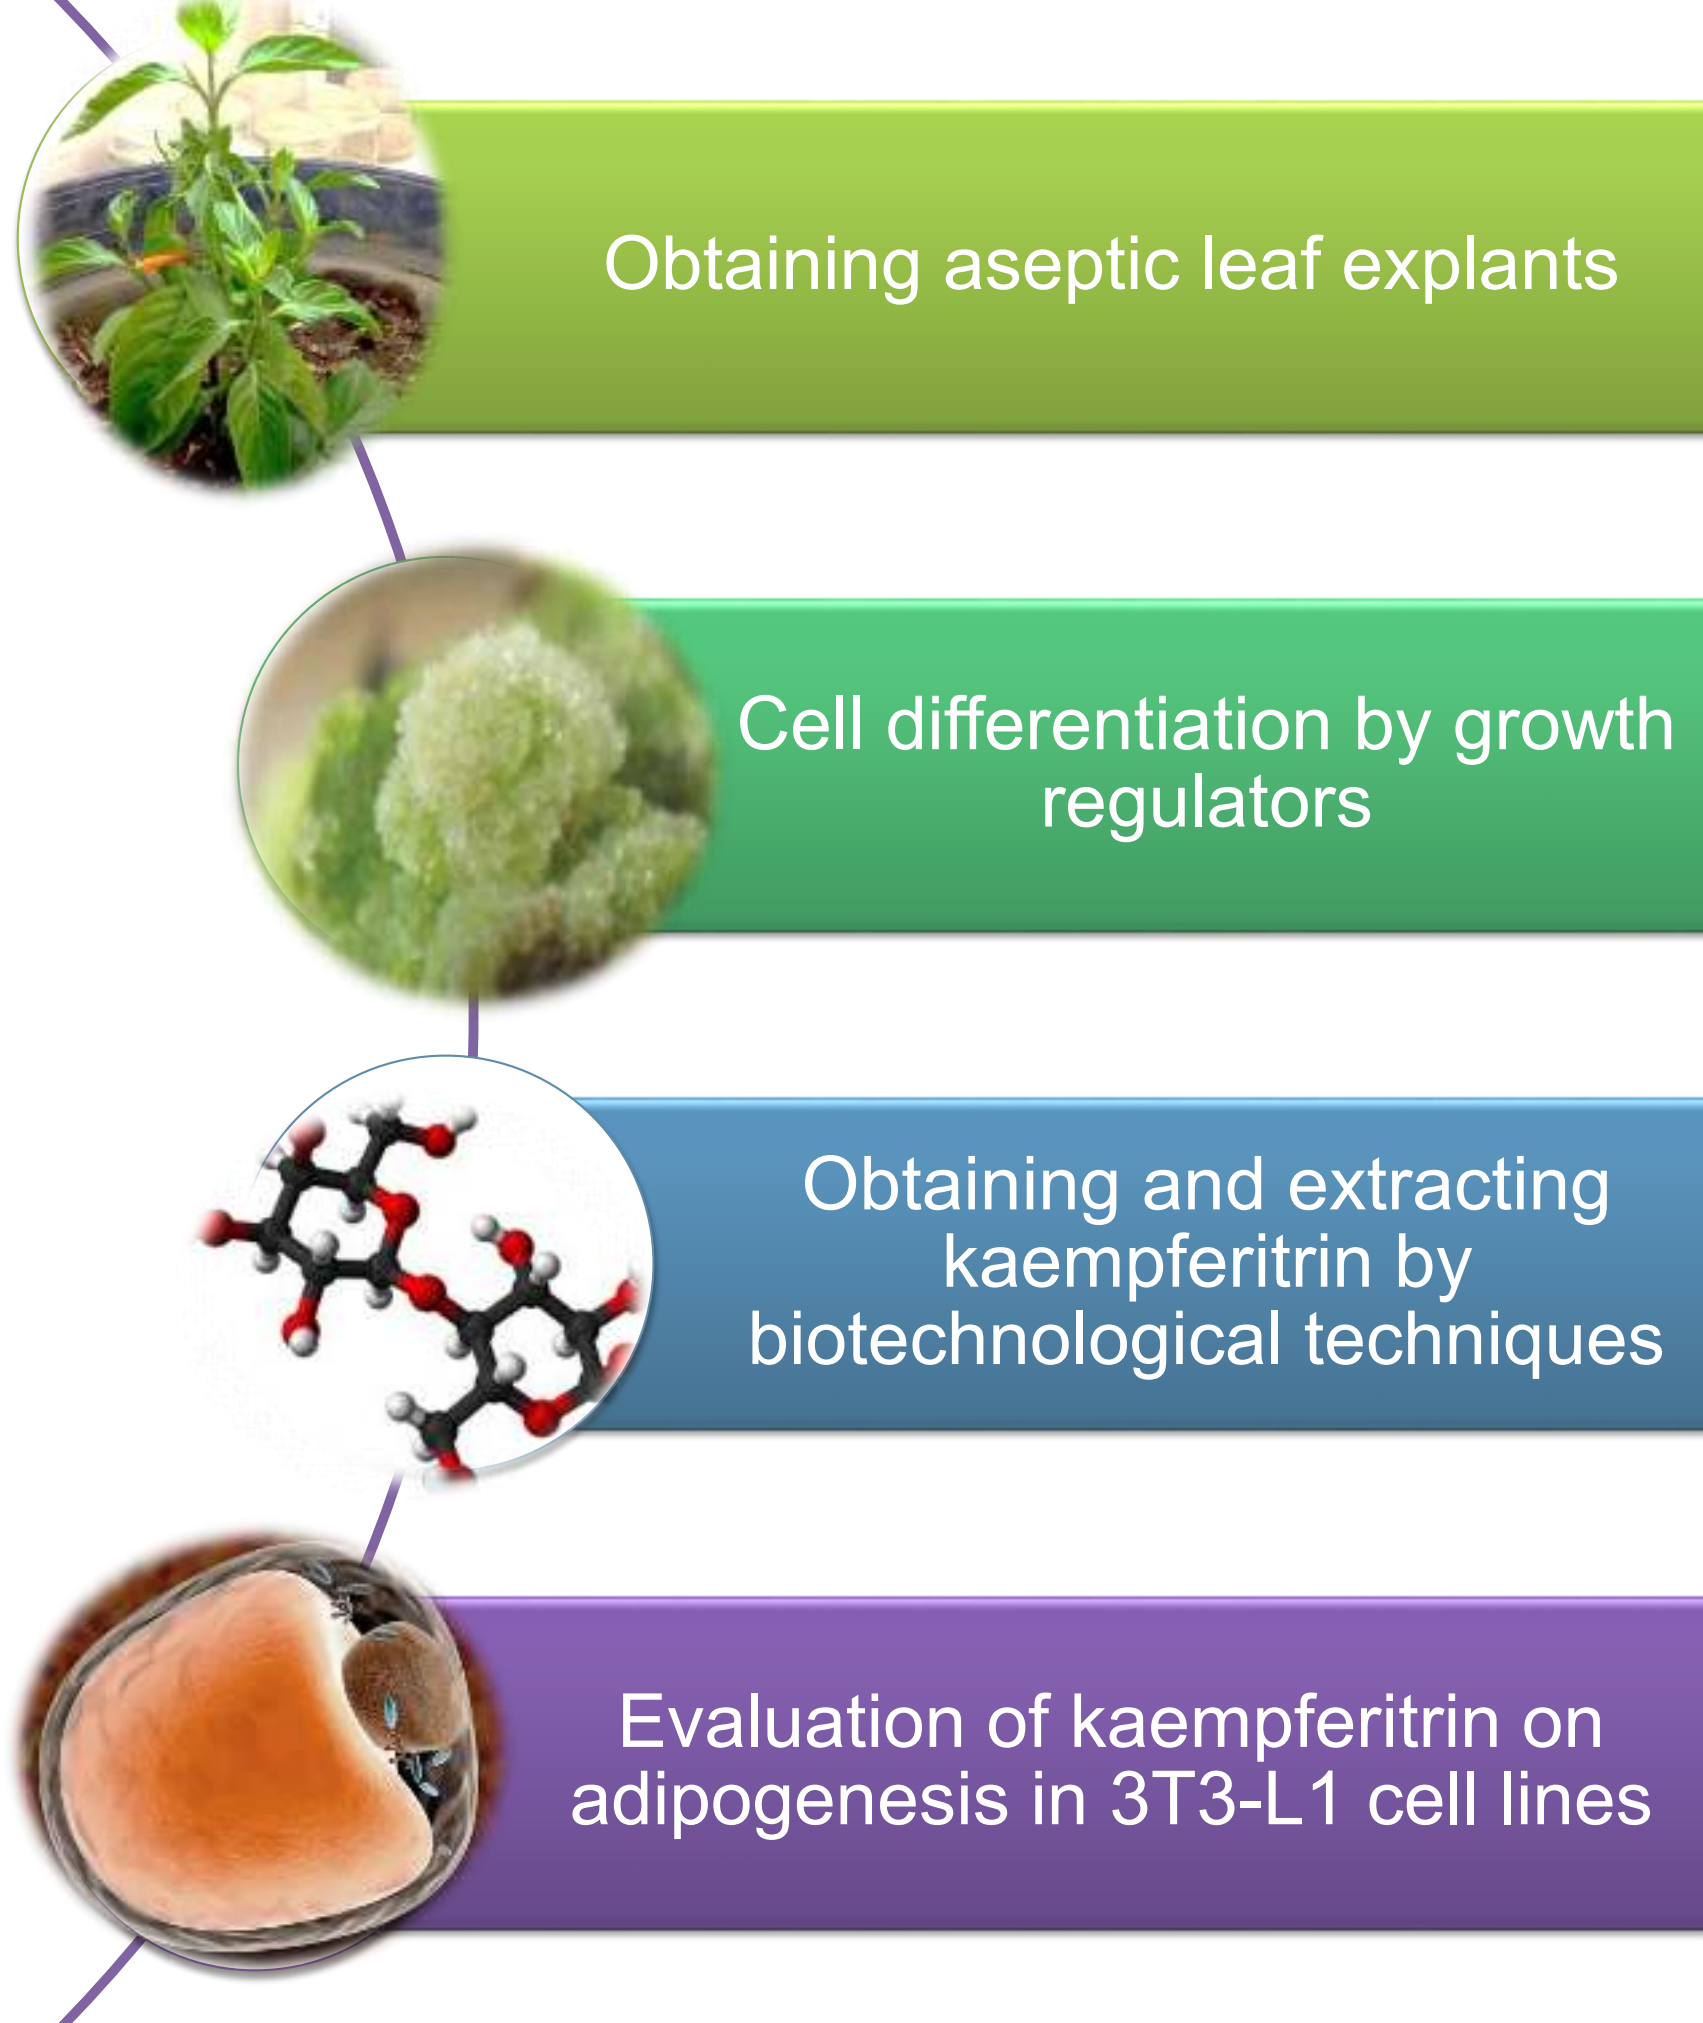 Obtaining aseptic leaf explants
Cell differentiation by growth
regulators
Obtaining and extracting
kaempferitrin by
biotechnological techniques
Evaluation of kaempferitrin on
adipogenesis in 3T3-L1 cell lines